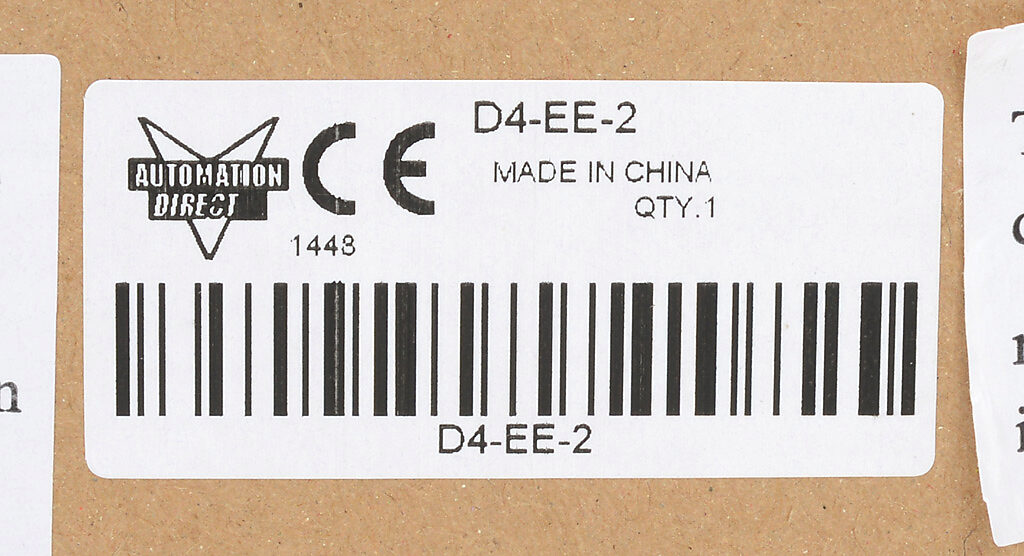 D4-EE-2
AUTOMATION
DIRECT
CE
MADE IN CHINA
QTY.1
1448
D4-EE-2
n